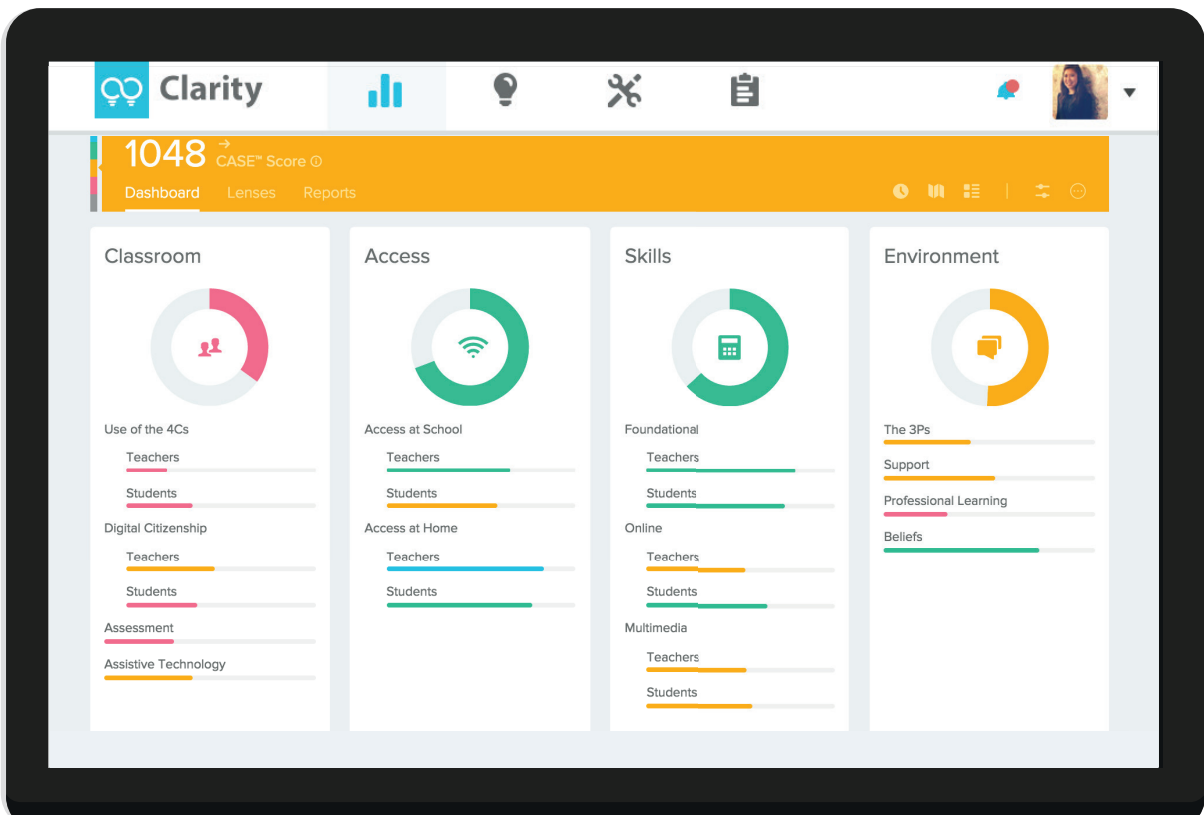 Clarity
1048 → CASE™ Score ⓘ
Dashboard Lenses Reports
Classroom
Use of the 4Cs
Teachers
Students
Digital Citizenship
Teachers
Students
Assessment
Assistive Technology
Access
Access at School
Teachers
Students
Access at Home
Teachers
Students
Skills
Foundational
Teachers
Students
Online
Teachers
Students
Multimedia
Teachers
Students
Environment
The 3Ps
Support
Professional Learning
Beliefs